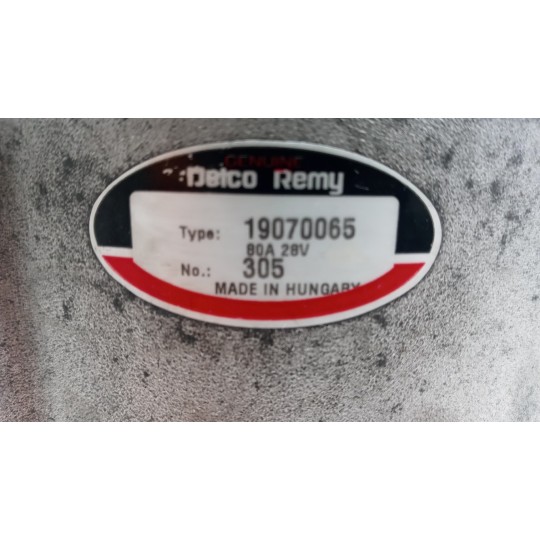 GENUINE
Delco Remy
Type: 19070065
80A 28V
No.: 305
MADE IN HUNGARY